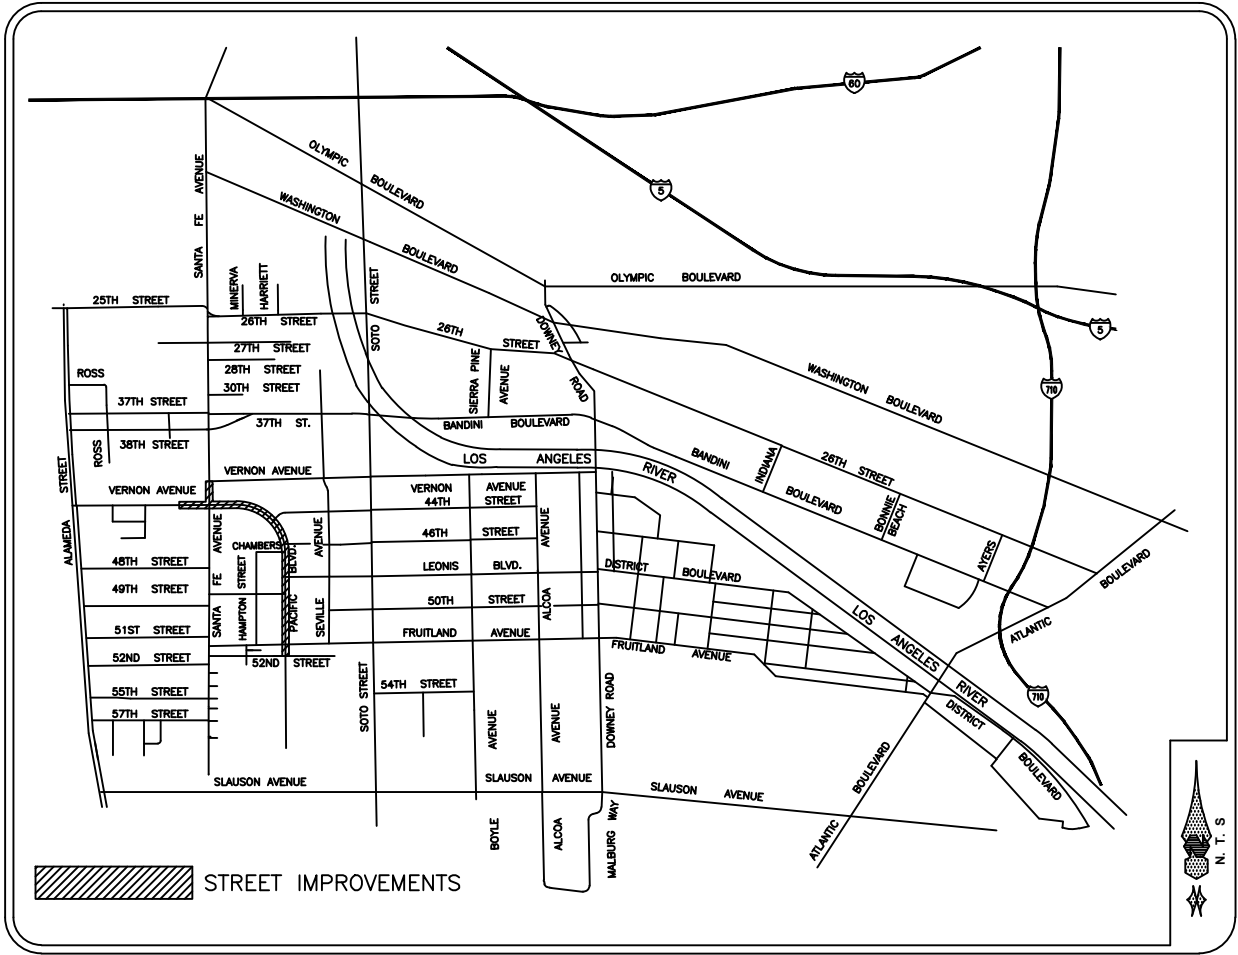 60
OLYMPIC BOULEVARD
5
SANTA FE AVENUE
WASHINGTON BOULEVARD
OLYMPIC BOULEVARD
MINERVA
HARRIETT
SOTO STREET
25TH STREET
26TH STREET
26TH STREET
DOWNEY ROAD
5
27TH STREET
28TH STREET
30TH STREET
SIERRA PINE AVENUE
WASHINGTON BOULEVARD
710
ROSS
37TH STREET
37TH ST.
BANDINI BOULEVARD
38TH STREET
ROSS
LOS ANGELES RIVER
BANDINI BOULEVARD
INDIANA
26TH STREET
VERNON AVENUE
ALAMEDA STREET
VERNON AVENUE
VERNON AVENUE
44TH STREET
BONNIE BEACH
46TH STREET
AVENUE
AVENUE
CHAMBERS
PACIFIC BLVD.
AYERS
48TH STREET
LEONIS BLVD.
DISTRICT BOULEVARD
ATLANTIC BOULEVARD
49TH STREET
SANTA FE
HAMPTON STREET
SEVILLE
ALCOA AVENUE
50TH STREET
51ST STREET
FRUITLAND AVENUE
FRUITLAND AVENUE
LOS ANGELES RIVER
52ND STREET
52ND STREET
55TH STREET
SOTO STREET
54TH STREET
DOWNEY ROAD
710
57TH STREET
DISTRICT BOULEVARD
BOYLE AVENUE
ALCOA AVENUE
SLAUSON AVENUE
SLAUSON AVENUE
SLAUSON AVENUE
ATLANTIC BOULEVARD
MALBURG WAY
N. T. S
STREET IMPROVEMENTS